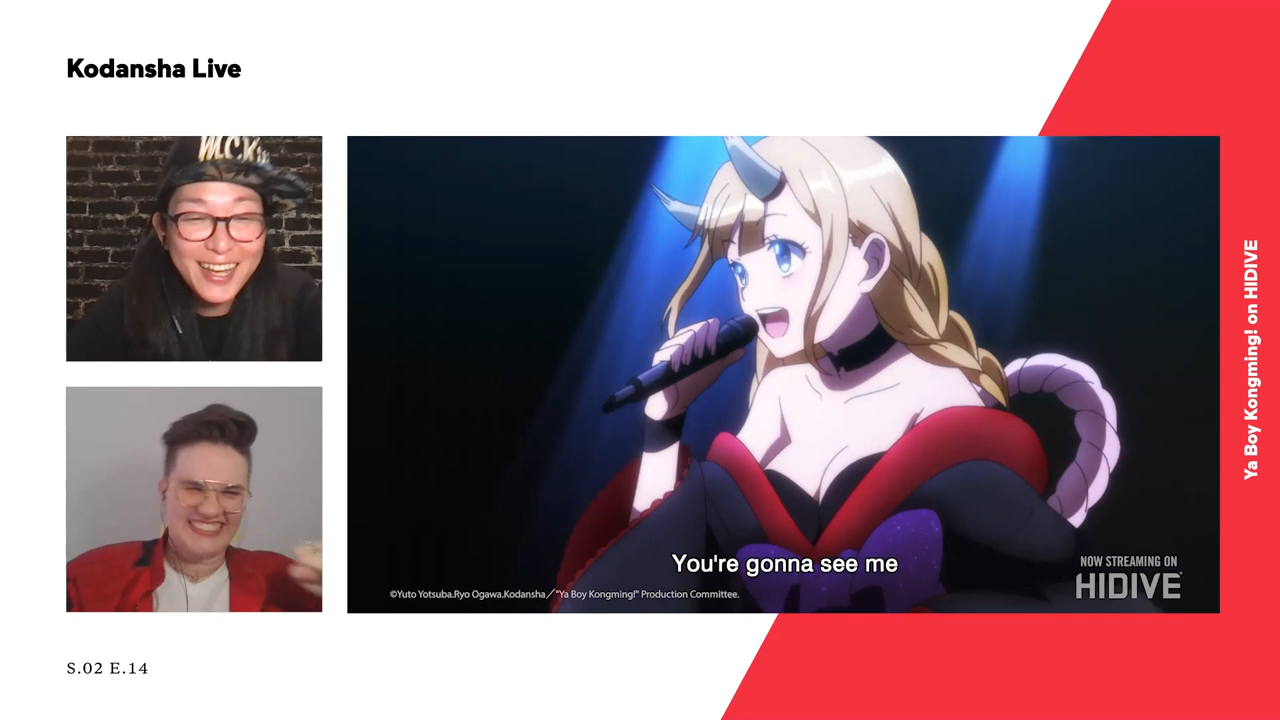 Kodansha Live
MCK
You're gonna see me
©Yuto Yotsuba.Ryo Ogawa.Kodansha／"Ya Boy Kongming!" Production Committee.
NOW STREAMING ON
HIDIVE
Ya Boy Kongming! on HIDIVE
S.02 E.14